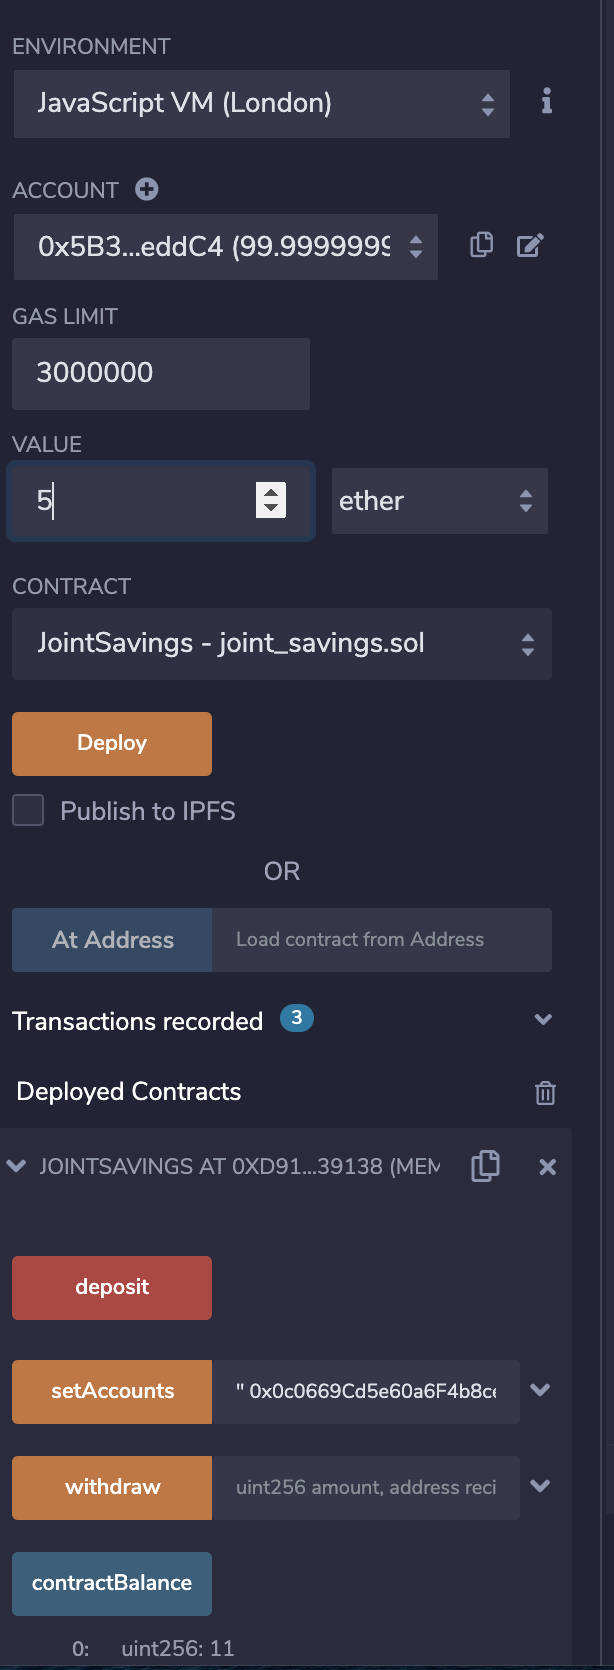 ENVIRONMENT
JavaScript VM (London)
ACCOUNT
0x5B3...eddC4 (99.9999999
GAS LIMIT
3000000
VALUE
5
ether
CONTRACT
JointSavings - joint_savings.sol
Deploy
Publish to IPFS
OR
At Address Load contract from Address
Transactions recorded 3
Deployed Contracts
JOINTSAVINGS AT 0XD91...39138 (MEM
deposit
setAccounts " 0x0c0669Cd5e60a6F4b8ce
withdraw uint256 amount, address reci
contractBalance
0: uint256: 11